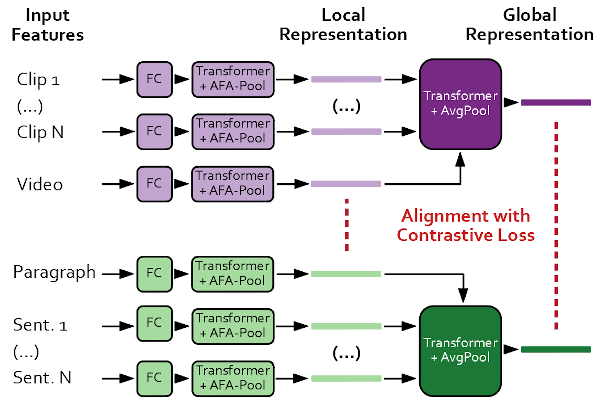 Input Features
Local Representation
Global Representation
Clip 1
FC
Transformer + AFA-Pool
(...)
(...)
Clip N
FC
Transformer + AFA-Pool
Transformer + AvgPool
Video
FC
Transformer + AFA-Pool
Alignment with Contrastive Loss
Paragraph
FC
Transformer + AFA-Pool
Sent. 1
FC
Transformer + AFA-Pool
(...)
(...)
Sent. N
FC
Transformer + AFA-Pool
Transformer + AvgPool